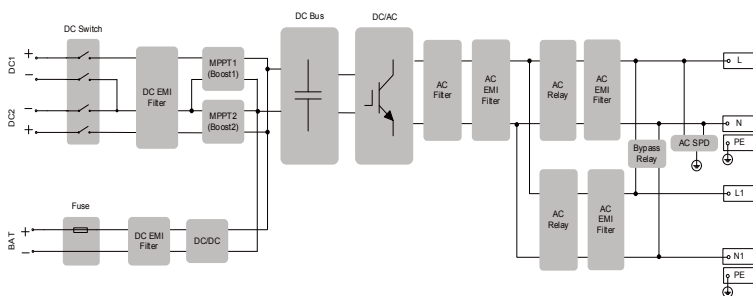 DC Switch
DC Bus
DC/AC
DC1
+
−
DC2
−
+
DC EMI
Filter
MPPT1
(Boost1)
MPPT2
(Boost2)
AC
Filter
AC
EMI
Filter
AC
Relay
AC
EMI
Filter
L
N
PE
Bypass
Relay
AC SPD
L1
N1
PE
AC
Relay
AC
EMI
Filter
Fuse
BAT
+
−
DC EMI
Filter
DC/DC